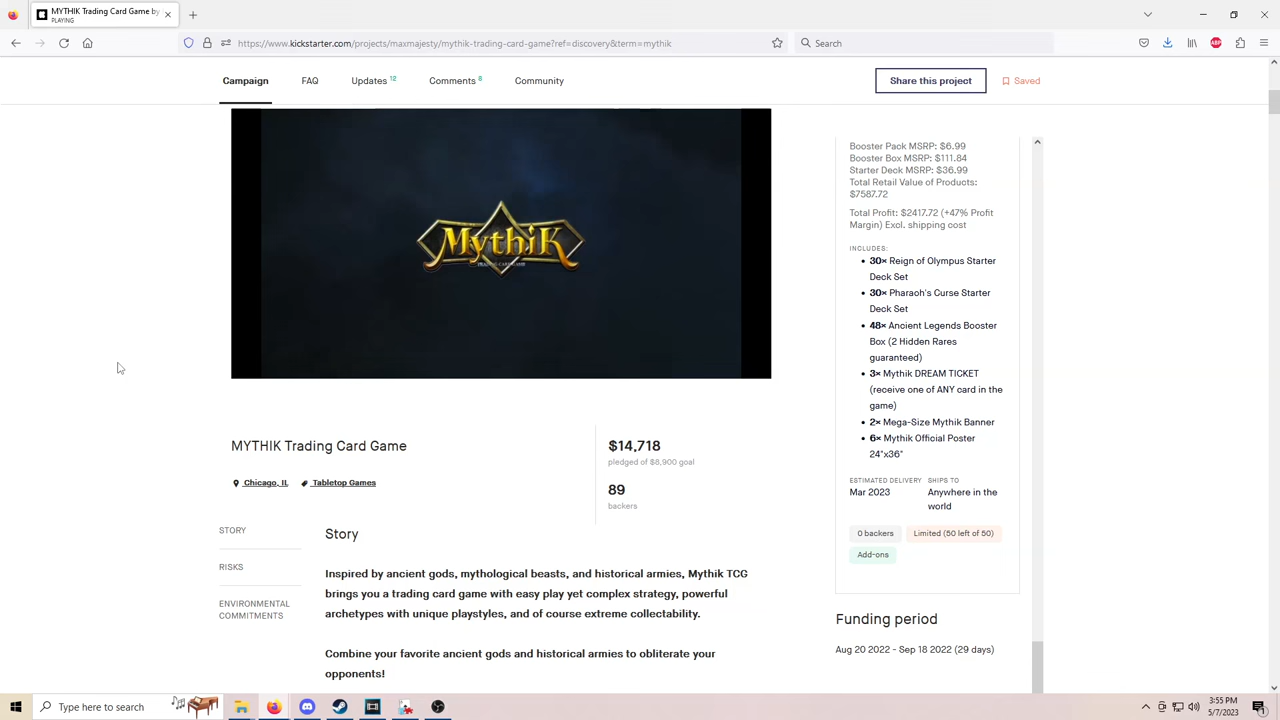 MYTHIK Trading Card Game by
PLAYING
https://www.kickstarter.com/projects/maxmajesty/mythik-trading-card-game?ref=discovery&term=mythik
Search
ABP
Campaign
FAQ
Updates 12
Comments 8
Community
Share this project
Saved
Mythik
TRADING CARD GAME
MYTHIK Trading Card Game
Chicago, IL
Tabletop Games
$14,718
pledged of $8,900 goal
89
backers
STORY
RISKS
ENVIRONMENTAL
COMMITMENTS
Story
Inspired by ancient gods, mythological beasts, and historical armies, Mythik TCG
brings you a trading card game with easy play yet complex strategy, powerful
archetypes with unique playstyles, and of course extreme collectability.
Combine your favorite ancient gods and historical armies to obliterate your
opponents!
Booster Pack MSRP: $6.99
Booster Box MSRP: $111.84
Starter Deck MSRP: $36.99
Total Retail Value of Products:
$7587.72
Total Profit: $2417.72 (+47% Profit
Margin) Excl. shipping cost
INCLUDES:
30× Reign of Olympus Starter
Deck Set
30× Pharaoh's Curse Starter
Deck Set
48× Ancient Legends Booster
Box (2 Hidden Rares
guaranteed)
3× Mythik DREAM TICKET
(receive one of ANY card in the
game)
2× Mega-Size Mythik Banner
6× Mythik Official Poster
24"x36"
ESTIMATED DELIVERY
Mar 2023
SHIPS TO
Anywhere in the
world
0 backers
Limited (50 left of 50)
Add-ons
Funding period
Aug 20 2022 - Sep 18 2022 (29 days)
Type here to search
3:55 PM
5/7/2023
1